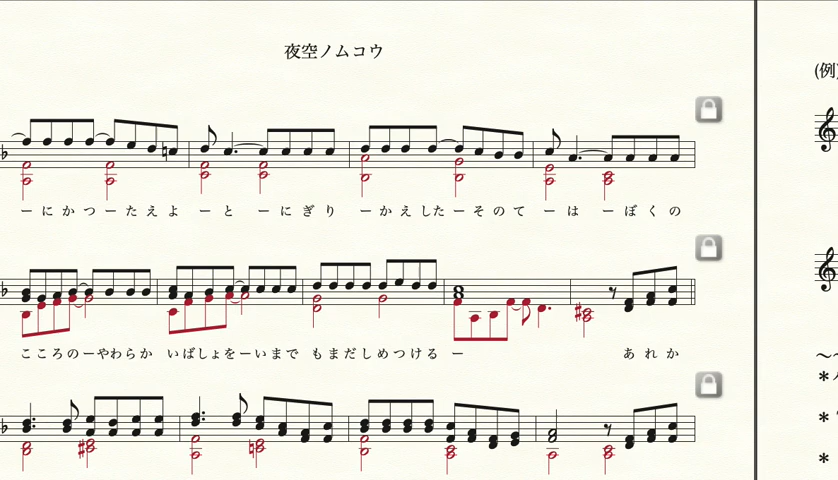 夜空ノムコウ
ーにかつーたえよ ーと ーにぎり ーかえしたーそのて ーは ーぼくの
こころのーやわらか いばしょをーいまで もまだしめつける ー あれか
(例)
～
＊
＊
＊